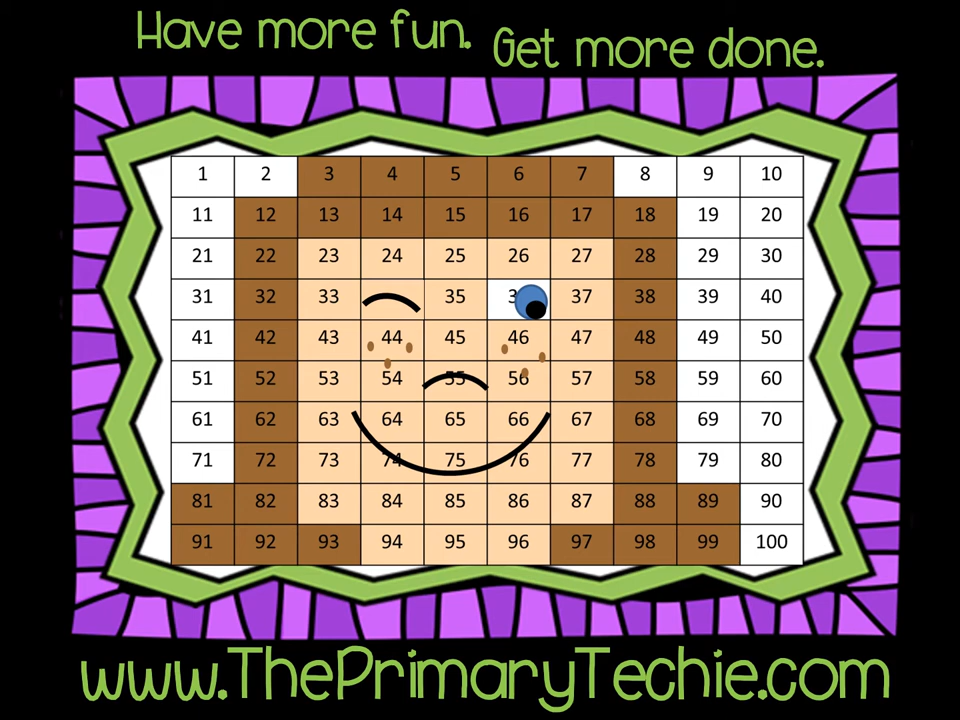 Have more fun. Get more done.
1 2 3 4 5 6 7 8 9 10
11 12 13 14 15 16 17 18 19 20
21 22 23 24 25 26 27 28 29 30
31 32 33 35 37 38 39 40
41 42 43 44 45 46 47 48 49 50
51 52 53 54 55 56 57 58 59 60
61 62 63 64 65 66 67 68 69 70
71 72 73 74 75 76 77 78 79 80
81 82 83 84 85 86 87 88 89 90
91 92 93 94 95 96 97 98 99 100
www.ThePrimaryTechie.com